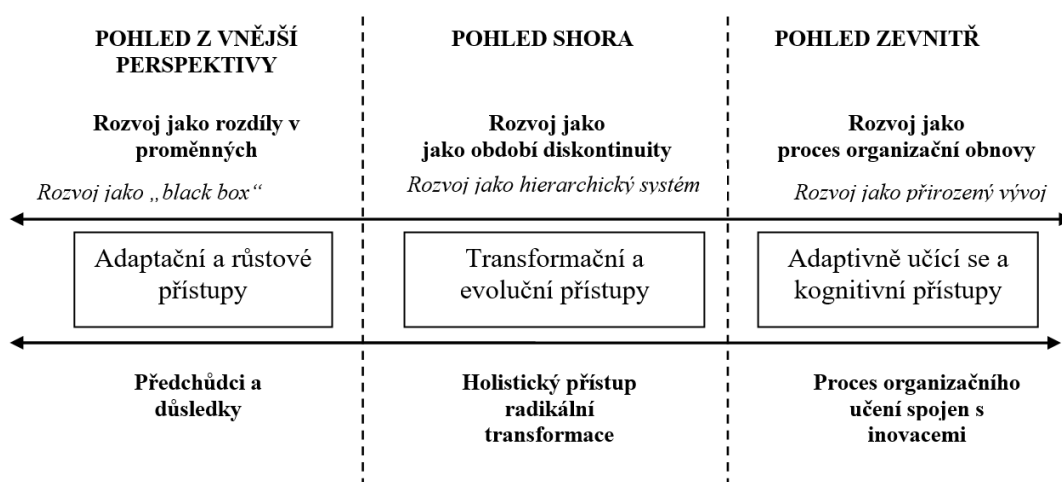 POHLED Z VNĚJŠÍ
PERSPEKTIVY
Rozvoj jako rozdíly v
proměnných
Rozvoj jako „black box“
Adaptační a růstové
přístupy
Předchůdci a
důsledky
POHLED SHORA
Rozvoj jako
jako období diskontinuity
Rozvoj jako hierarchický systém
Transformační a
evoluční přístupy
Holistický přístup
radikální
transformace
POHLED ZEVNITŘ
Rozvoj jako
proces organizační obnovy
Rozvoj jako přirozený vývoj
Adaptivně učící se a
kognitivní přístupy
Proces organizačního
učení spojen s
inovacemi